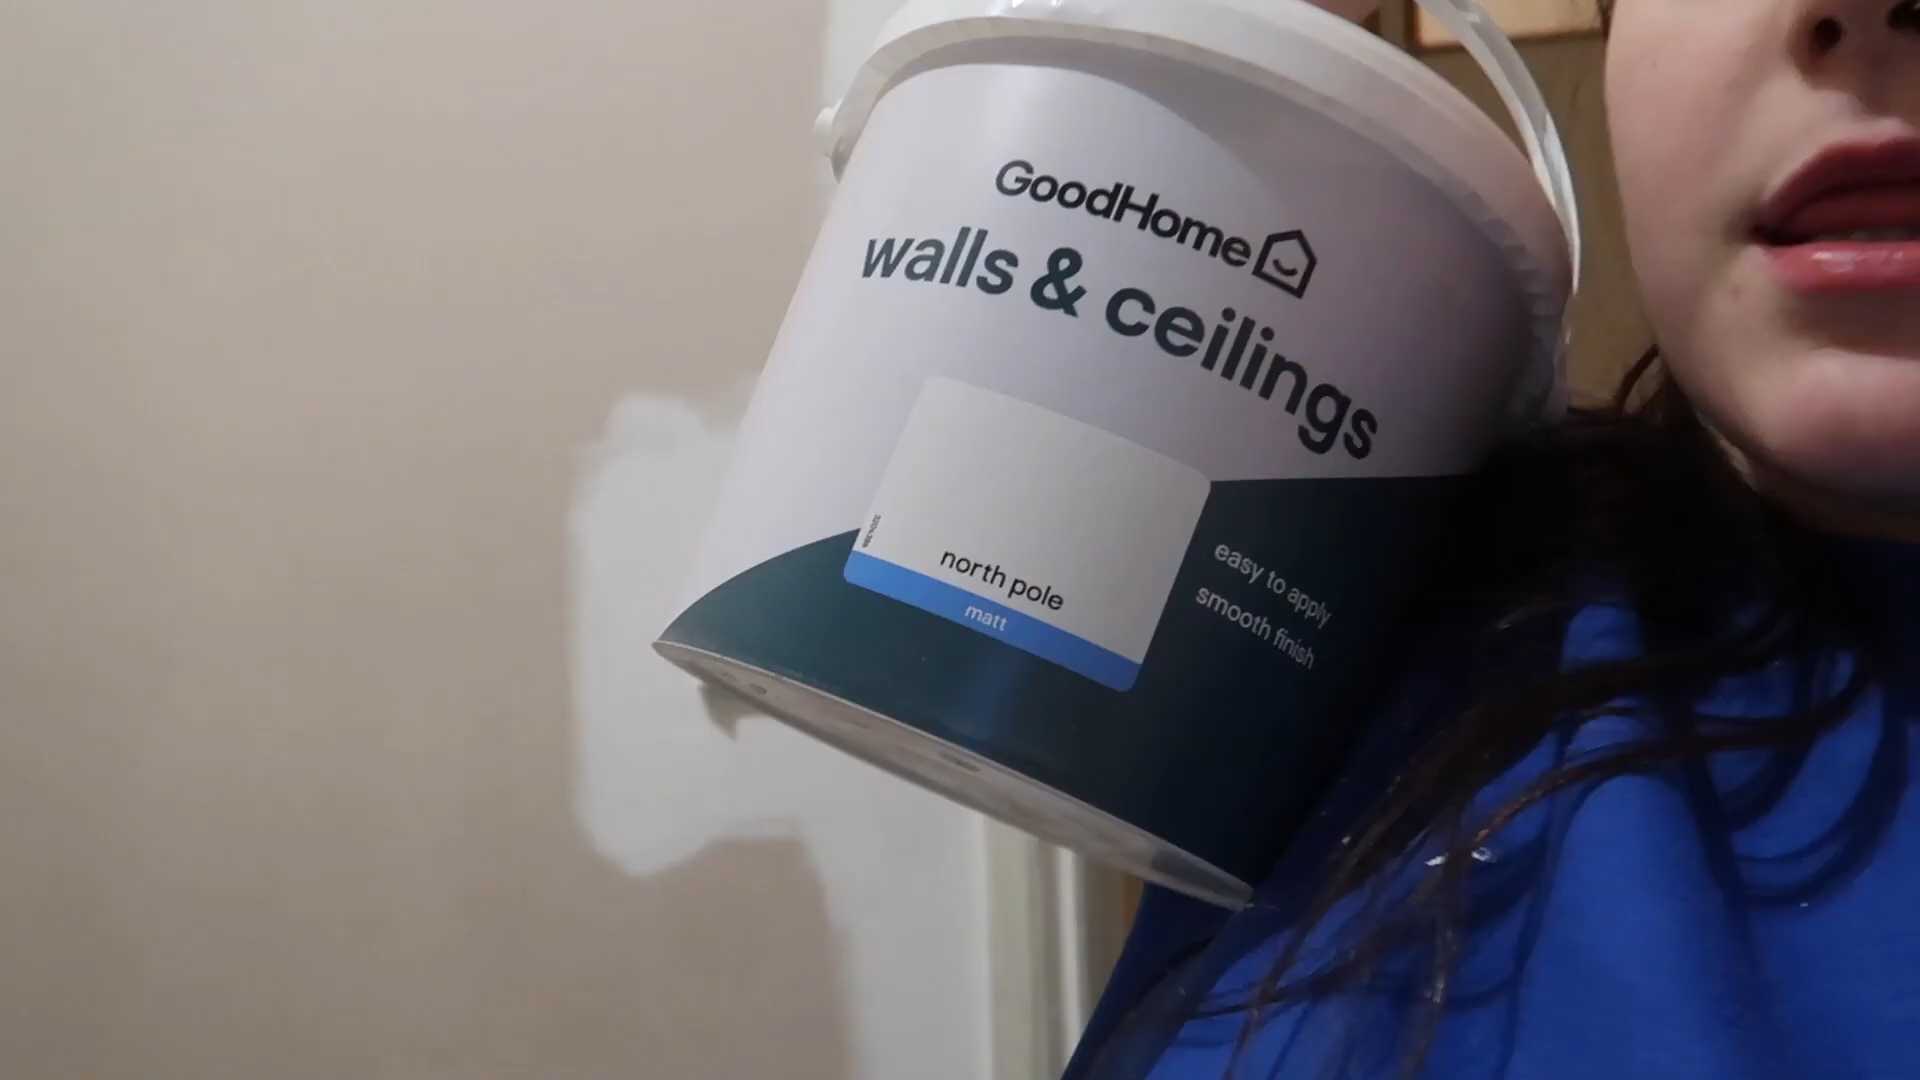 GoodHome
walls & ceilings
north pole
matt
easy to apply
smooth finish